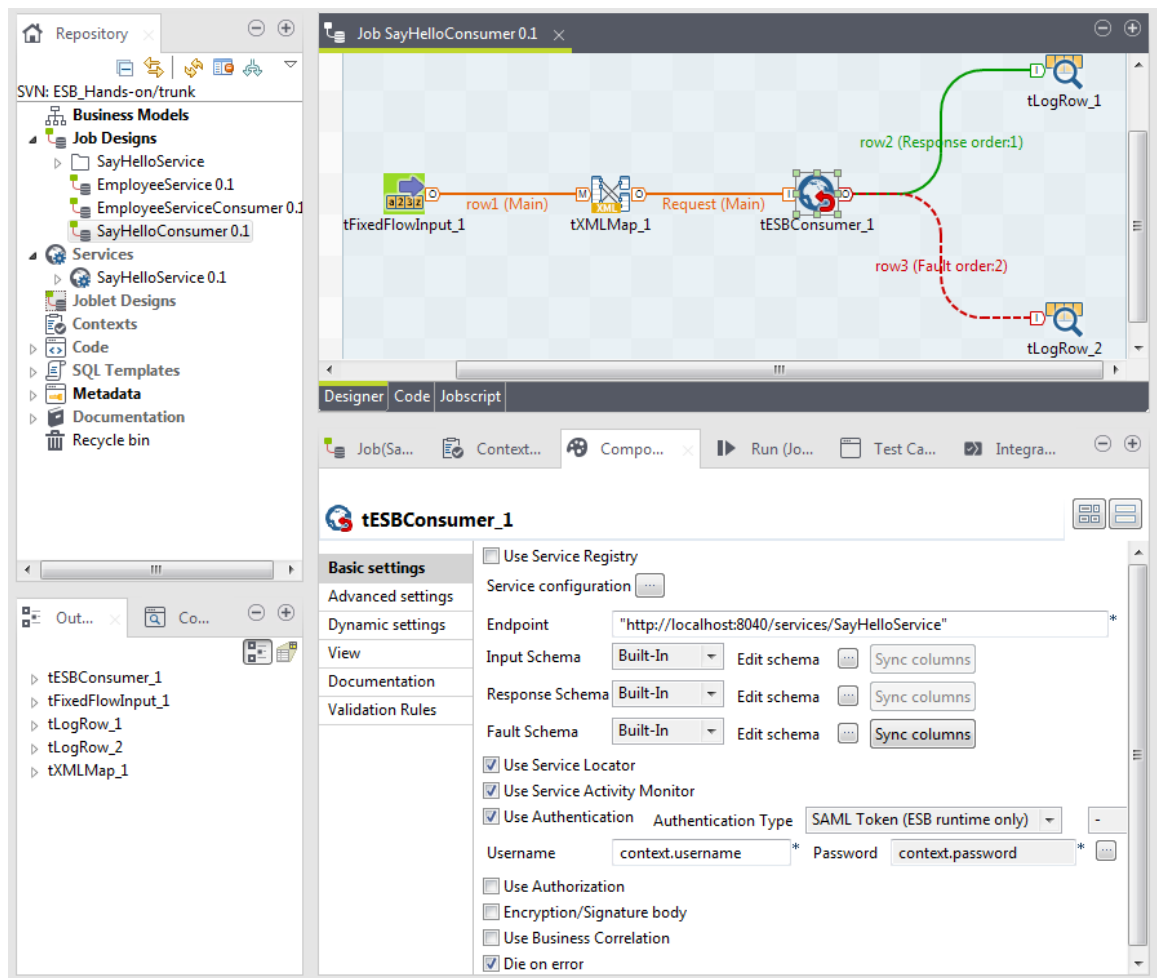 Repository
SVN: ESB_Hands-on/trunk
Business Models
Job Designs
SayHelloService
EmployeeService 0.1
EmployeeServiceConsumer 0.1
SayHelloConsumer 0.1
Services
SayHelloService 0.1
Joblet Designs
Contexts
Code
SQL Templates
Metadata
Documentation
Recycle bin
Out...
Co...
tESBConsumer_1
tFixedFlowInput_1
tLogRow_1
tLogRow_2
tXMLMap_1
Job SayHelloConsumer 0.1
tLogRow_1
row2 (Response order:1)
row1 (Main)
Request (Main)
tFixedFlowInput_1
tXMLMap_1
tESBConsumer_1
row3 (Fault order:2)
tLogRow_2
Designer Code Jobscript
Job(Sa... Context... Compo... Run (Jo... Test Ca... Integra...
tESBConsumer_1
Basic settings
Advanced settings
Dynamic settings
View
Documentation
Validation Rules
Use Service Registry
Service configuration ...
Endpoint "http://localhost:8040/services/SayHelloService" *
Input Schema Built-In Edit schema ... Sync columns
Response Schema Built-In Edit schema ... Sync columns
Fault Schema Built-In Edit schema ... Sync columns
Use Service Locator
Use Service Activity Monitor
Use Authentication Authentication Type SAML Token (ESB runtime only) -
Username context.username * Password context.password * ...
Use Authorization
Encryption/Signature body
Use Business Correlation
Die on error